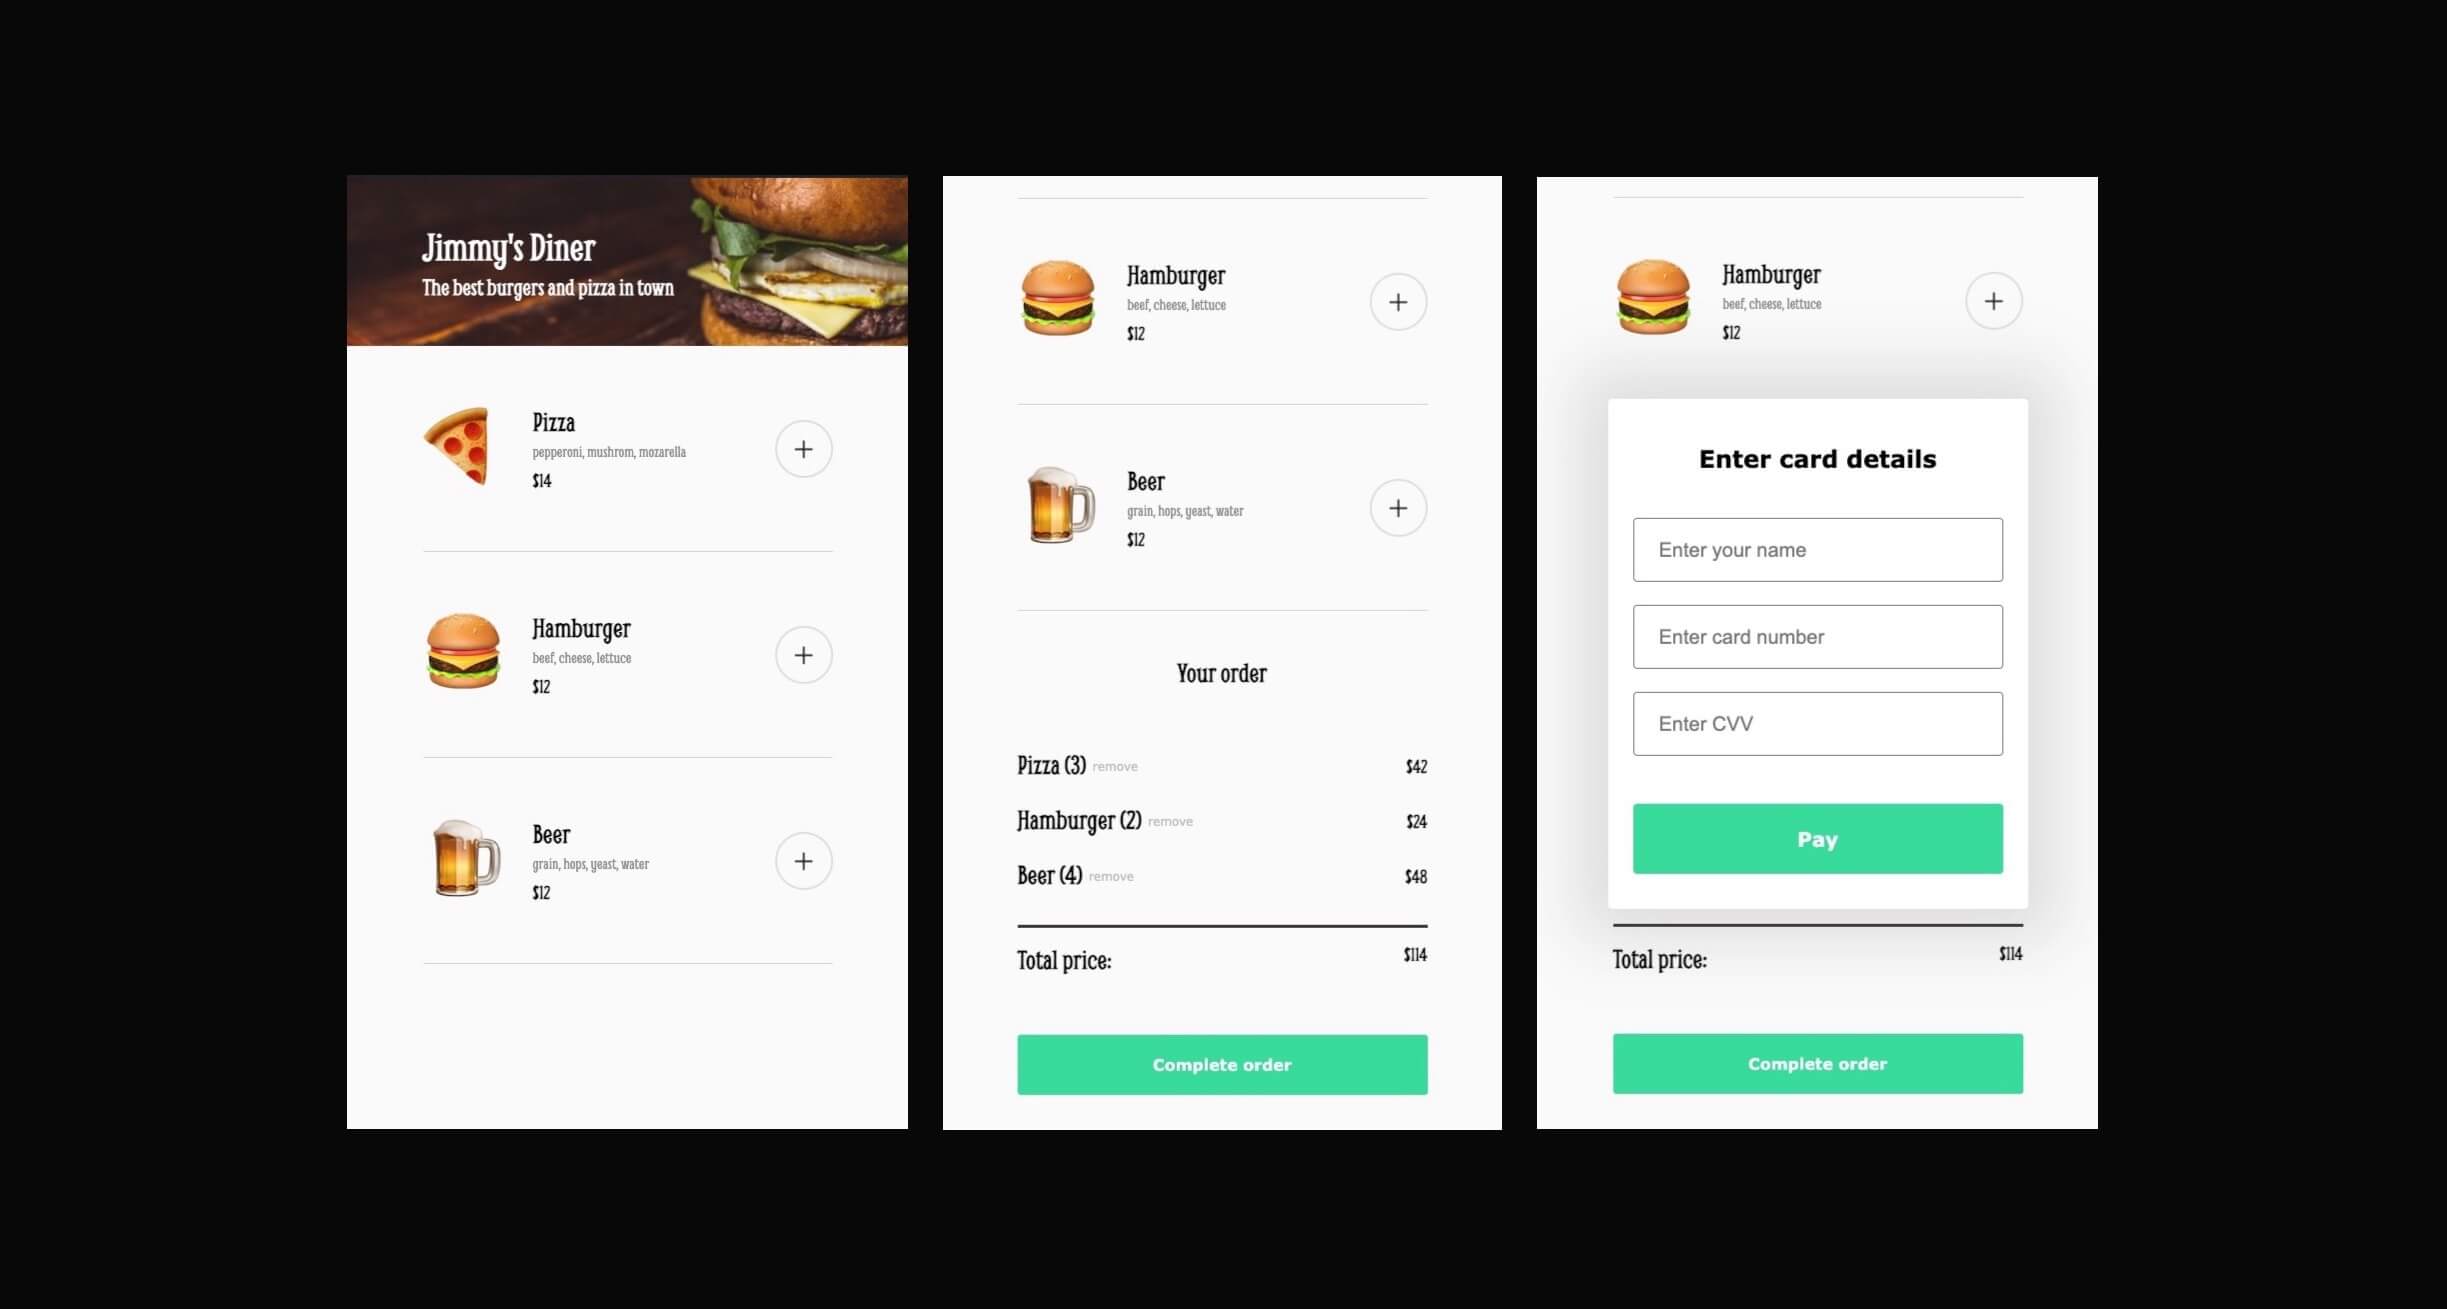 Jimmy's Diner
The best burgers and pizza in town
Pizza
pepperoni, mushrom, mozarella
$14
+
Hamburger
beef, cheese, lettuce
$12
+
Beer
grain, hops, yeast, water
$12
+
Hamburger
beef, cheese, lettuce
$12
+
Beer
grain, hops, yeast, water
$12
+
Your order
Pizza (3) remove $42
Hamburger (2) remove $24
Beer (4) remove $48
Total price: $114
Complete order
Hamburger
beef, cheese, lettuce
$12
+
Enter card details
Enter your name
Enter card number
Enter CVV
Pay
Total price: $114
Complete order